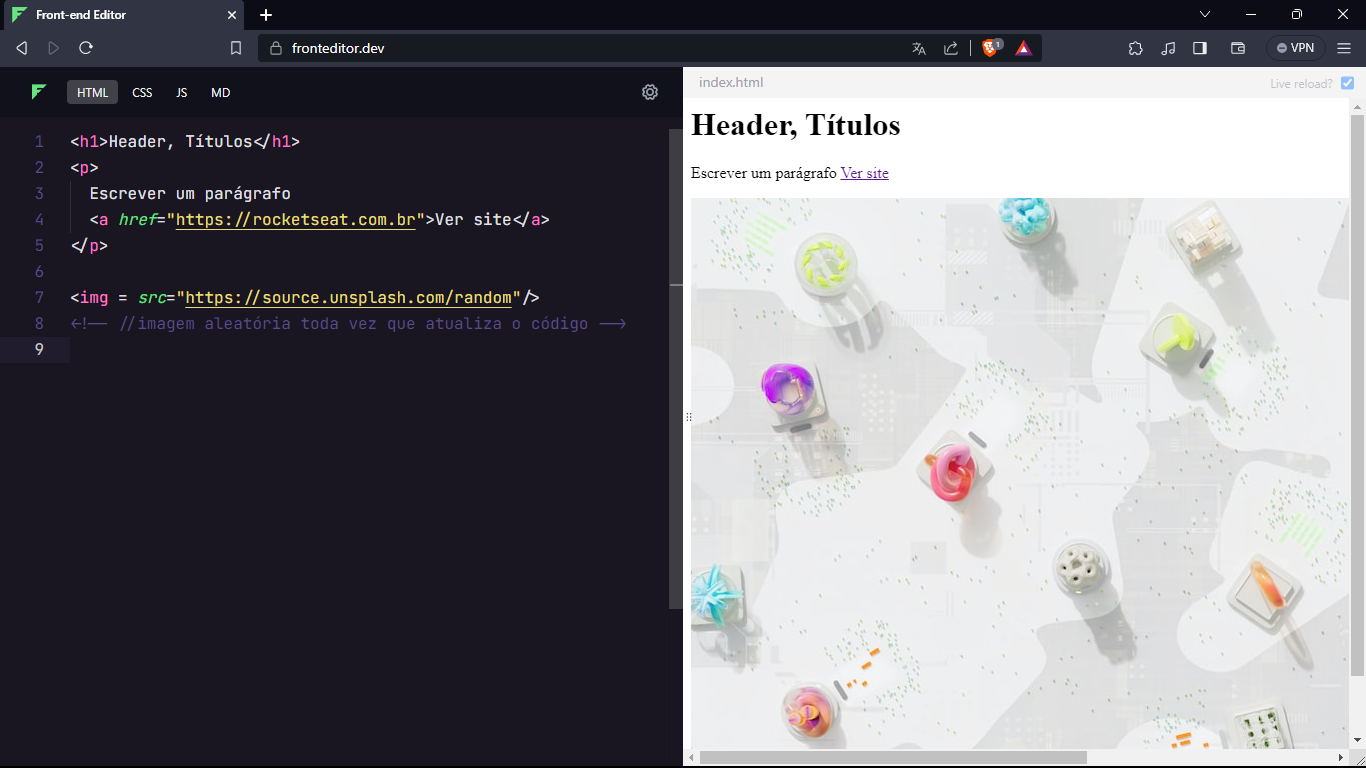 Front-end Editor
fronteditor.dev
1
VPN
HTML CSS JS MD
index.html
Live reload?
1 <h1>Header, Títulos</h1>
2 <p>
3 Escrever um parágrafo
4 <a href="https://rocketseat.com.br">Ver site</a>
5 </p>
6
7 <img = src="https://source.unsplash.com/random"/>
8 <!-- //imagem aleatória toda vez que atualiza o código -->
9
Header, Títulos
Escrever um parágrafo Ver site